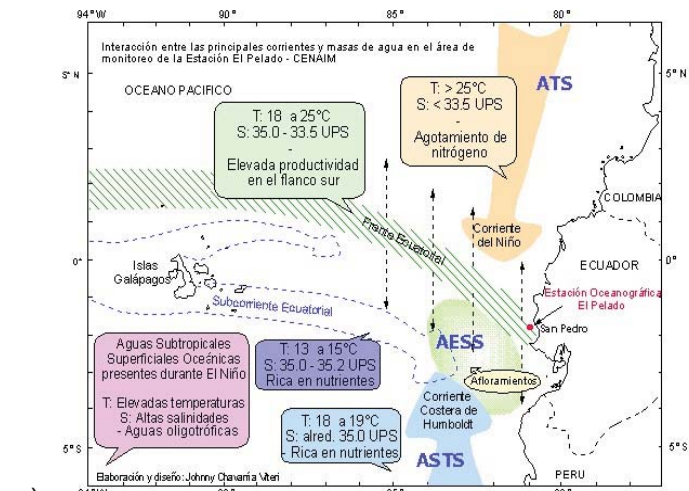 94°W
90°
85°
80°
Interacción entre las principales corrientes y masas de agua en el área de
monitoreo de la Estación El Pelado - CENAIM
5°N
OCEANO PACIFICO
ATS
T: > 25°C
S: < 33.5 UPS
-
Agotamiento de
nitrógeno
T: 18 a 25°C
S: 35.0 - 33.5 UPS
-
Elevada productividad
en el flanco sur
COLOMBIA
Frente Ecuatorial
Corriente
del Niño
0°
0°
Islas
Galápagos
ECUADOR
Estación Oceanográfica
El Pelado
Subcorriente Ecuatorial
San Pedro
AESS
Aguas Subtropicales
Superficiales Oceénicas
presentes durante El Niño
T: Elevadas temperaturas
S: Altas salinidades
- Aguas oligotróficas
T: 13 a 15°C
S: 35.0 - 35.2 UPS
Rica en nutrientes
Afloramientos
Corriente
Costera de
Humboldt
T: 18 a 19°C
S: alred. 35.0 UPS
- Rica en nutrientes
ASTS
5°S
5°S
Elaboración y diseño: Johnny Chavarría Viteri
PERU